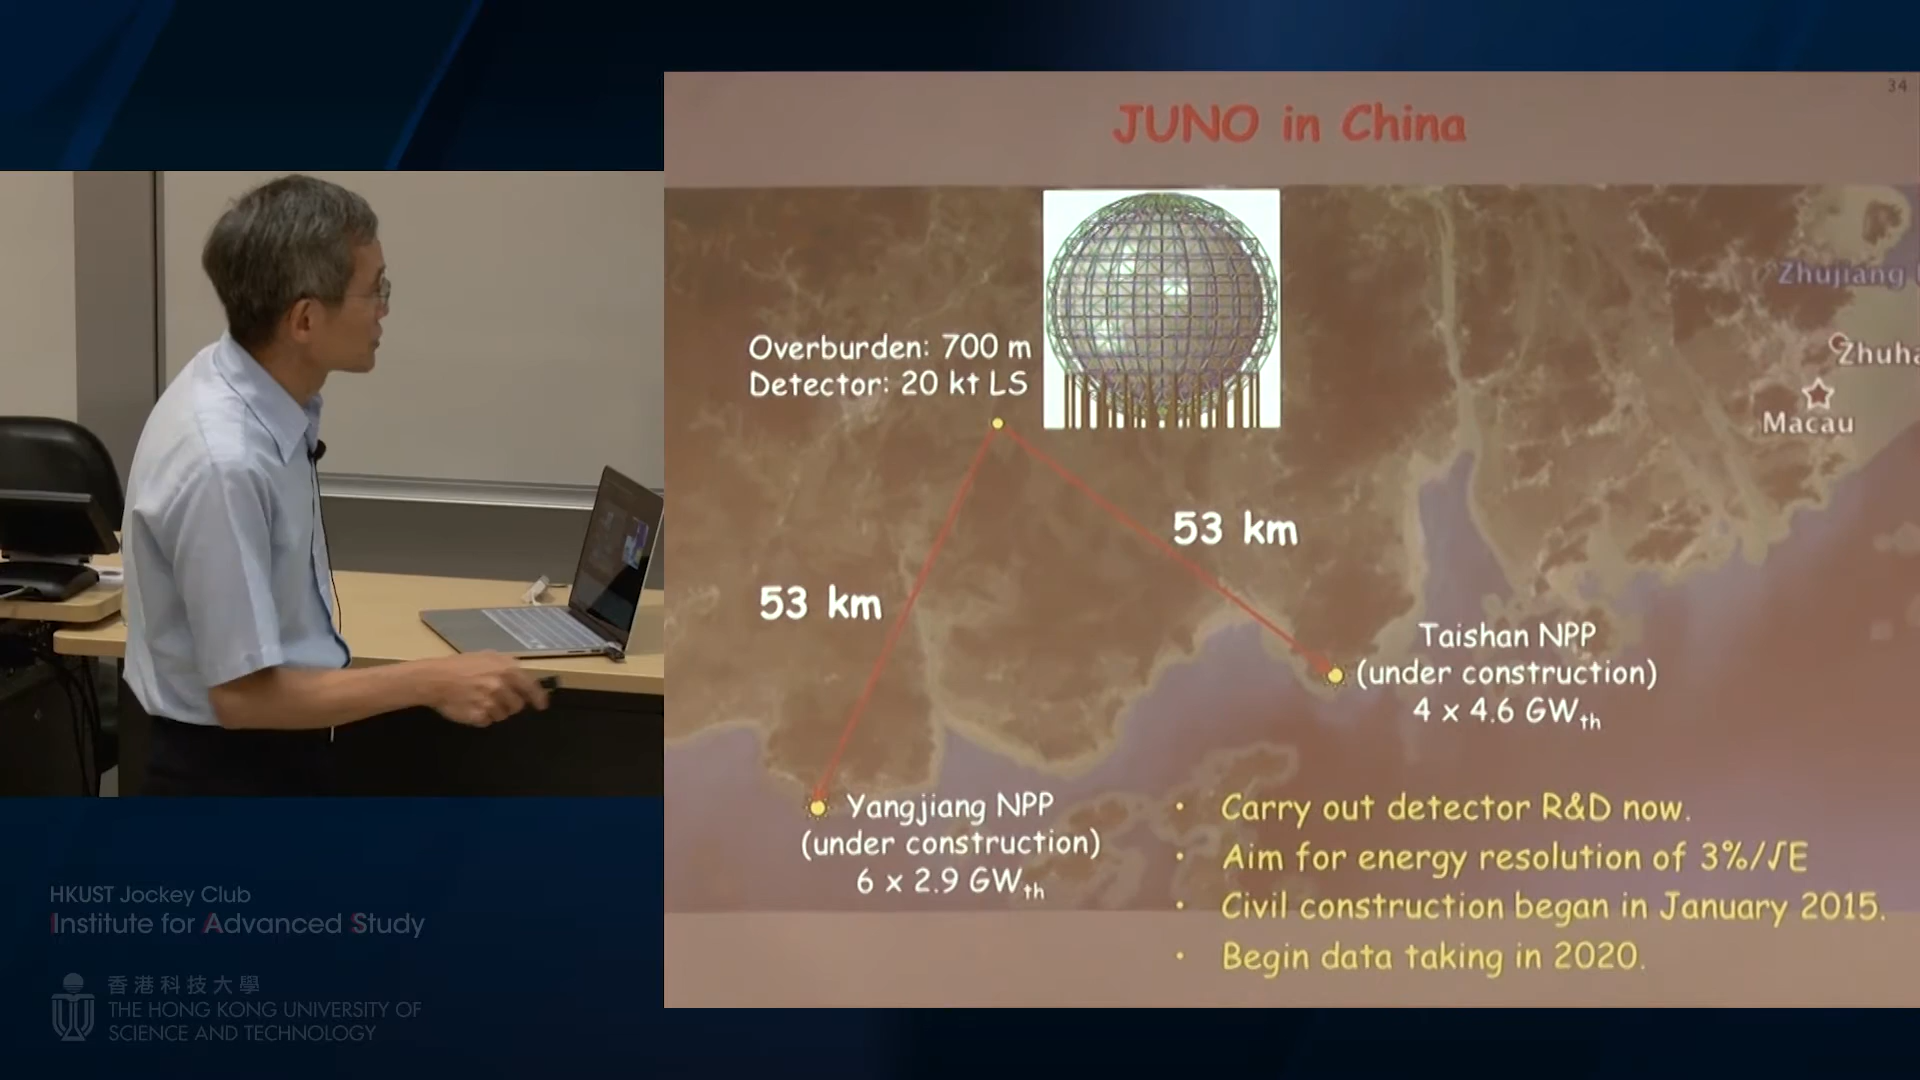 34
JUNO in China
Zhujiang
Overburden: 700 m
Detector: 20 kt LS
Macau
53 km
53 km
Taishan NPP
(under construction)
4 x 4.6 GWth
Yangjiang NPP
(under construction)
6 x 2.9 GWth
• Carry out detector R&D now.
• Aim for energy resolution of 3%/√E
• Civil construction began in January 2015.
• Begin data taking in 2020.
HKUST Jockey Club
Institute for Advanced Study
香港科技大學
THE HONG KONG UNIVERSITY OF
SCIENCE AND TECHNOLOGY